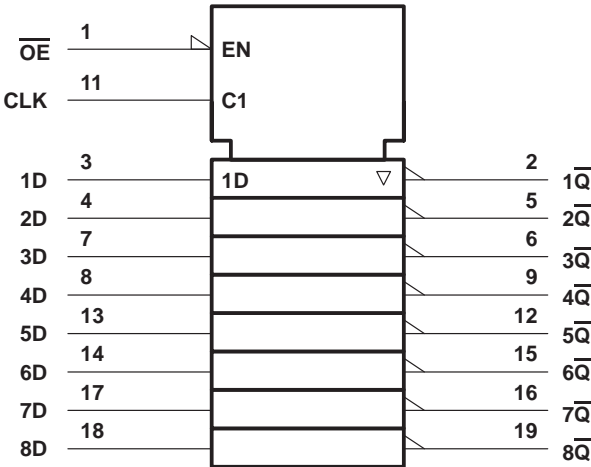 OE 1 EN
CLK 11 C1
1D 3 1D ▽ 2 1Q
2D 4 5 2Q
3D 7 6 3Q
4D 8 9 4Q
5D 13 12 5Q
6D 14 15 6Q
7D 17 16 7Q
8D 18 19 8Q